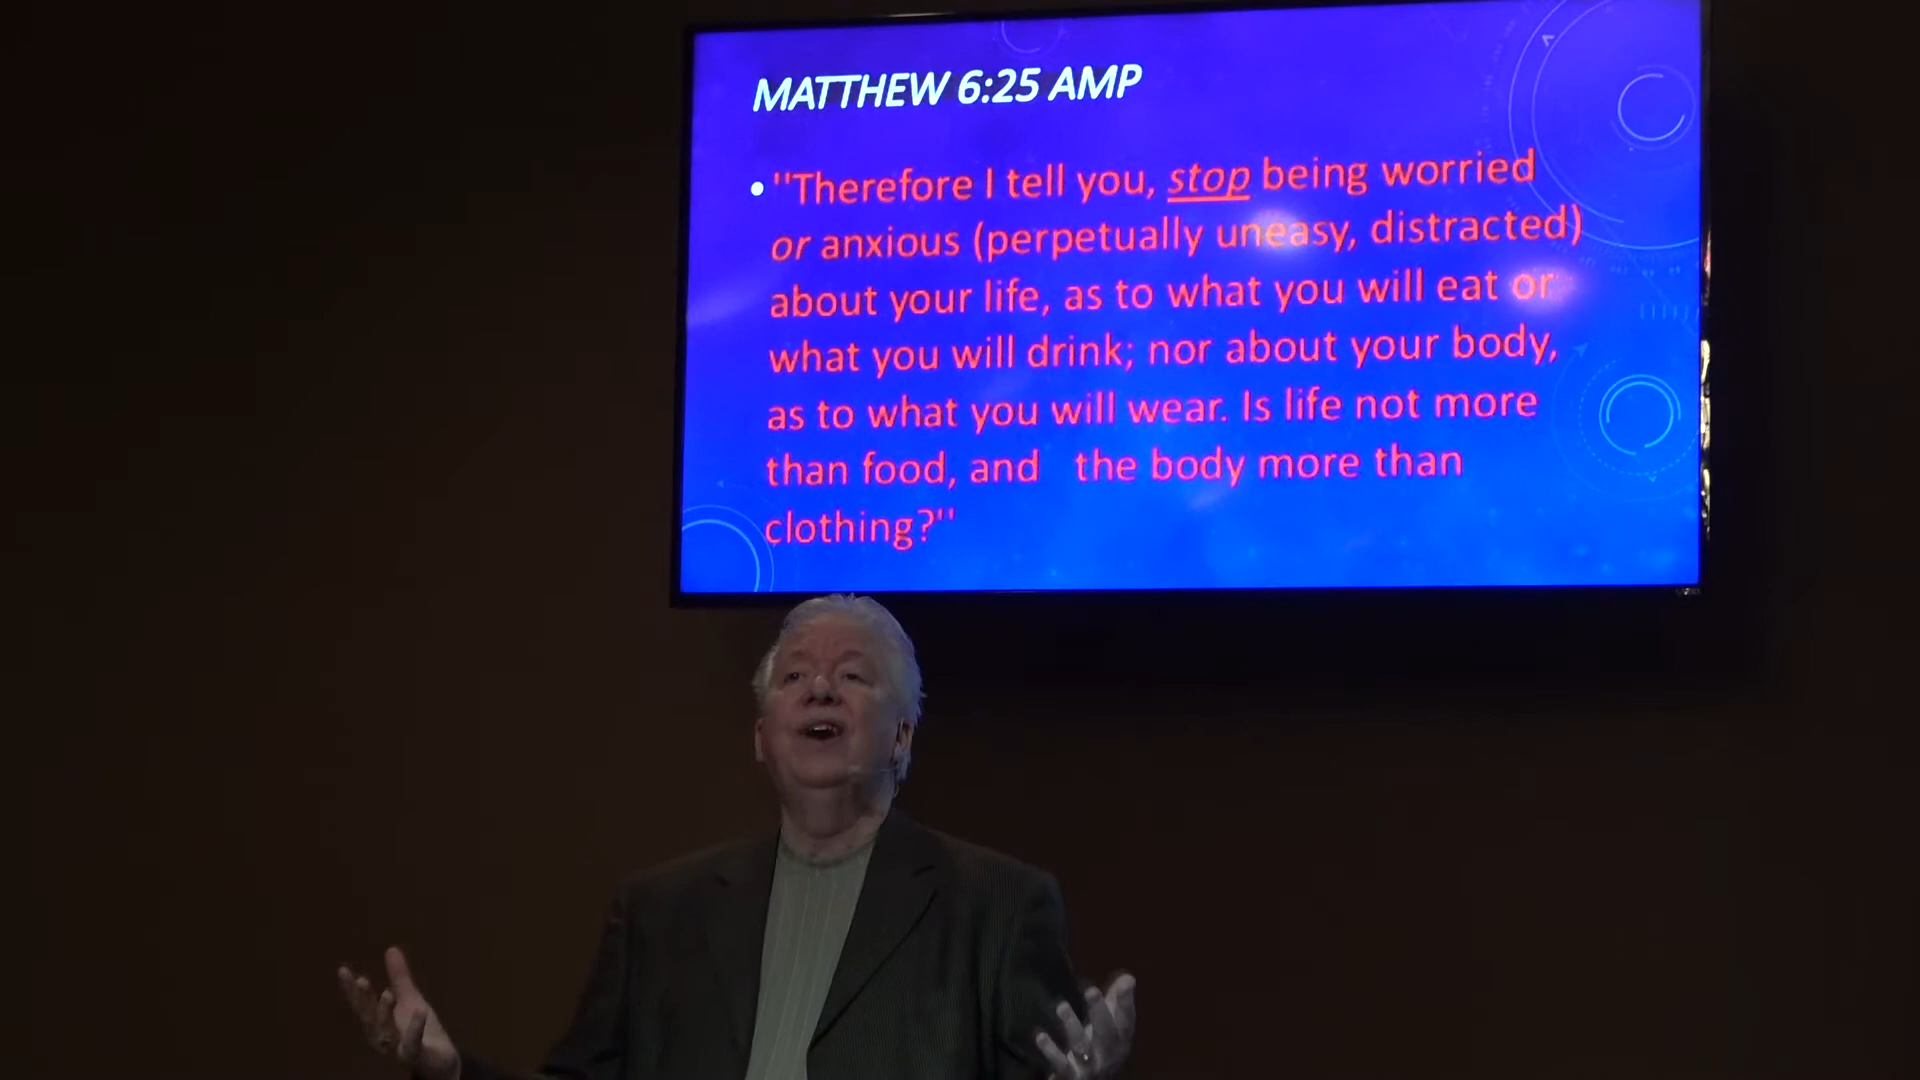 MATTHEW 6:25 AMP
• "Therefore I tell you, stop being worried
or anxious (perpetually uneasy, distracted)
about your life, as to what you will eat or
what you will drink; nor about your body,
as to what you will wear. Is life not more
than food, and   the body more than
clothing?"